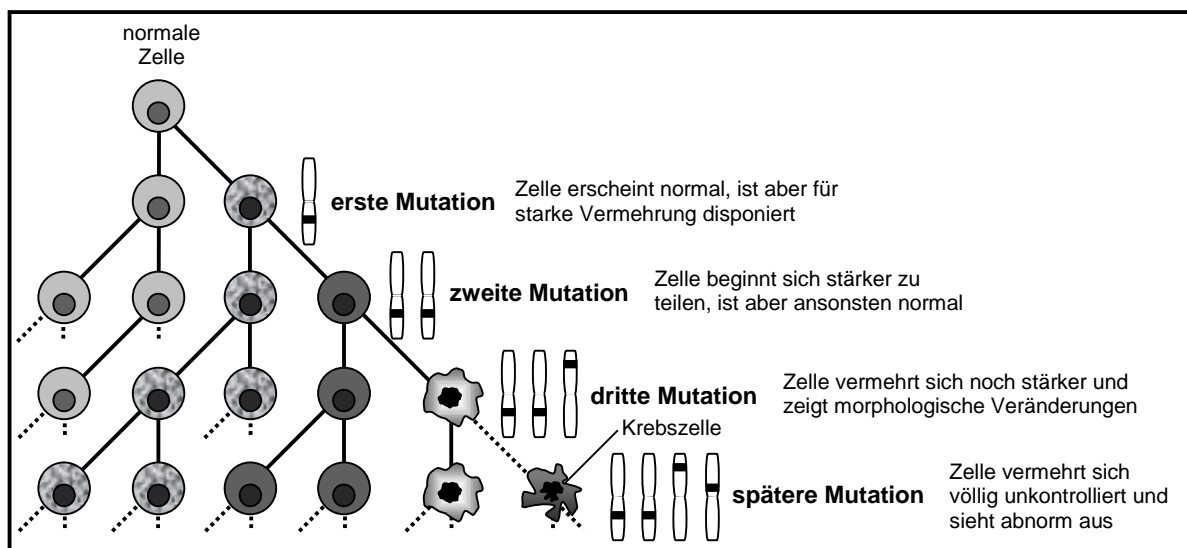 normale
Zelle
erste Mutation
Zelle erscheint normal, ist aber für
starke Vermehrung disponiert
zweite Mutation
Zelle beginnt sich stärker zu
teilen, ist aber ansonsten normal
dritte Mutation
Zelle vermehrt sich noch stärker und
zeigt morphologische Veränderungen
Krebszelle
spätere Mutation
Zelle vermehrt sich
völlig unkontrolliert und
sieht abnorm aus